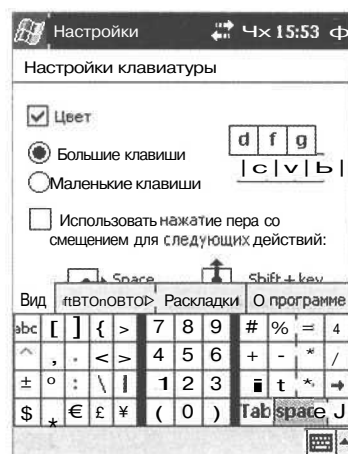 Настройки Чх 15:53
Настройки клавиатуры
Цвет
Большие клавиши
Маленькие клавиши
d f g
c v b
Использовать нажатие пера со
смещением для следующих действий:
Space Shift + key
Вид Раскладки О программе
abc [ ] { > 7 8 9 # % = 4
^ , . < > 4 5 6 + - * /
± º : \ | 1 2 3 t * →
$ € £ ¥ ( 0 ) Tab space